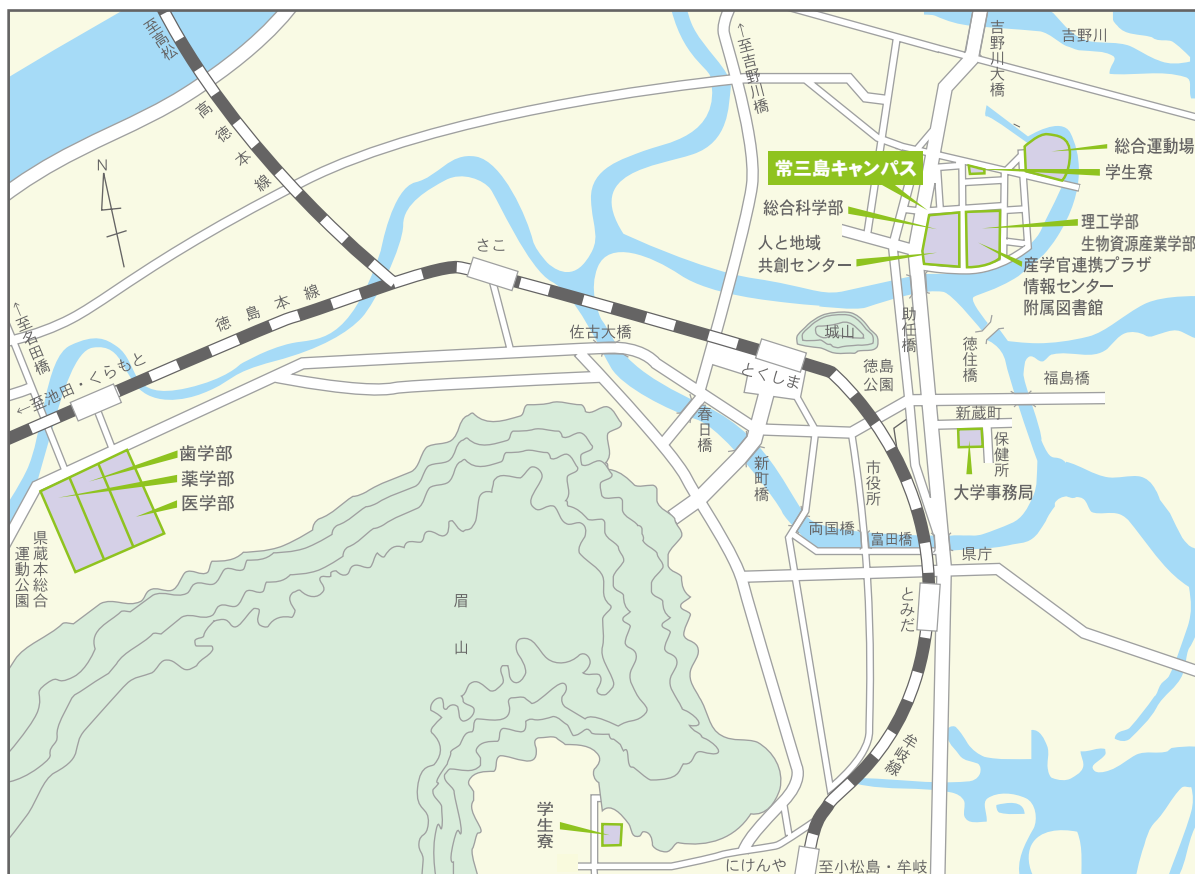 至高松
高徳本線
←至吉野川橋
吉野川大橋
吉野川
総合運動場
学生寮
常三島キャンパス
総合科学部
人と地域
共創センター
理工学部
生物資源産業学部
産学官連携プラザ
情報センター
附属図書館
N
さこ
徳島本線
←至名田橋
←至池田・くらもと
佐古大橋
城山
助任橋
徳住橋
とくしま
徳島
公園
福島橋
新蔵町
保健所
春日橋
新町橋
市役所
大学事務局
歯学部
薬学部
医学部
両国橋
富田橋
県庁
県蔵本総合
運動公園
眉山
とみだ
牟岐線
学生寮
にけんや
至小松島・牟岐